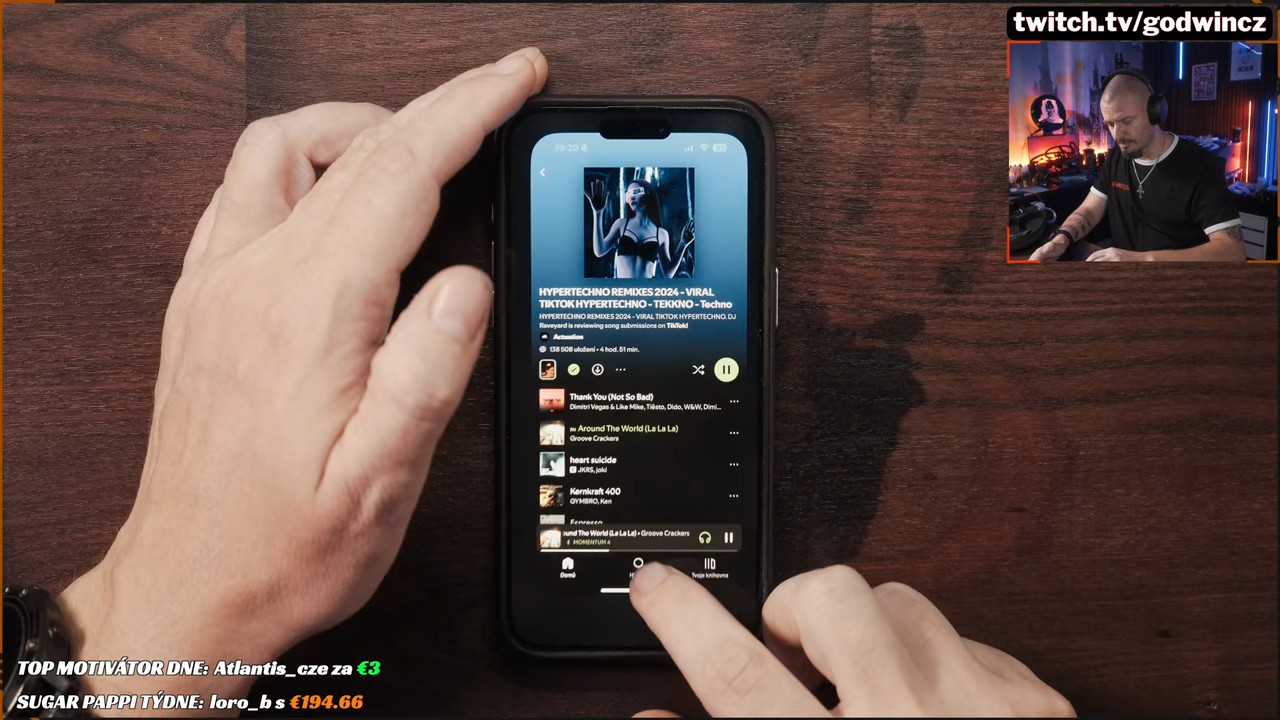 twitch.tv/godwincz
19:20
HYPERTECHNO REMIXES 2024 - VIRAL
TIKTOK HYPERTECHNO - TEKKNO - Techno
HYPERTECHNO REMIXES 2024 - VIRAL TIKTOK HYPERTECHNO. DJ
Raveyard is reviewing song submissions on TikTok!
Actuation
138 508 uložení • 4 hod. 51 min.
Thank You (Not So Bad)
Dimitri Vegas & Like Mike, Tiësto, Dido, W&W, Dimi...
Around The World (La La La)
Groove Crackers
heart suicide
E JKRS, joki
Kernkraft 400
GYMBRO, Ken
Espresso
ound The World (La La La) • Groove Crackers
MOMENTUM 4
Domů
Tvoje knihovna
TOP MOTIVÁTOR DNE: Atlantis_cze za €3
SUGAR PAPPI TÝDNE: loro_b s €194.66